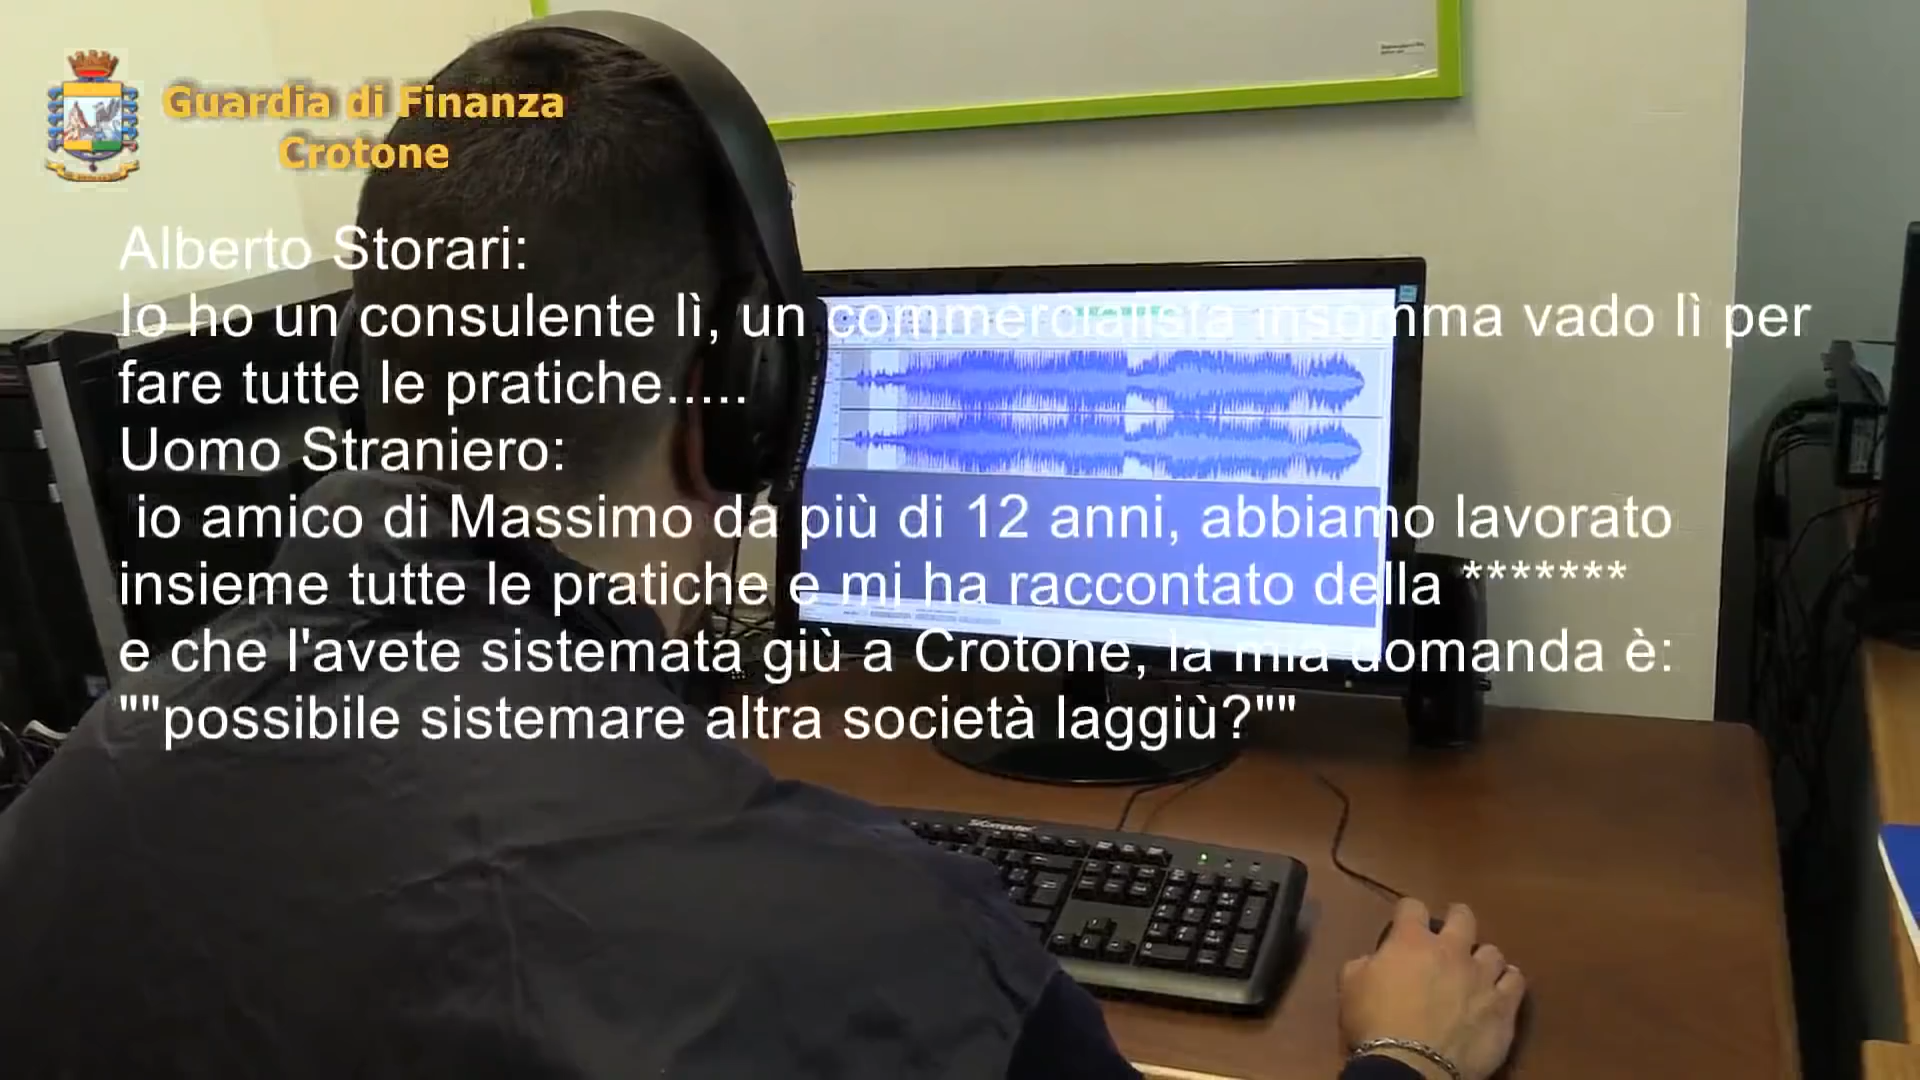 Guardia di Finanza
Crotone
Alberto Storari:
Io ho un consulente lì, un commercialista insomma vado lì per
fare tutte le pratiche.....
Uomo Straniero:
io amico di Massimo da più di 12 anni, abbiamo lavorato
insieme tutte le pratiche e mi ha raccontato della *******
e che l'avete sistemata giù a Crotone, la mia domanda è:
""possibile sistemare altra società laggiù?""
SiComputer